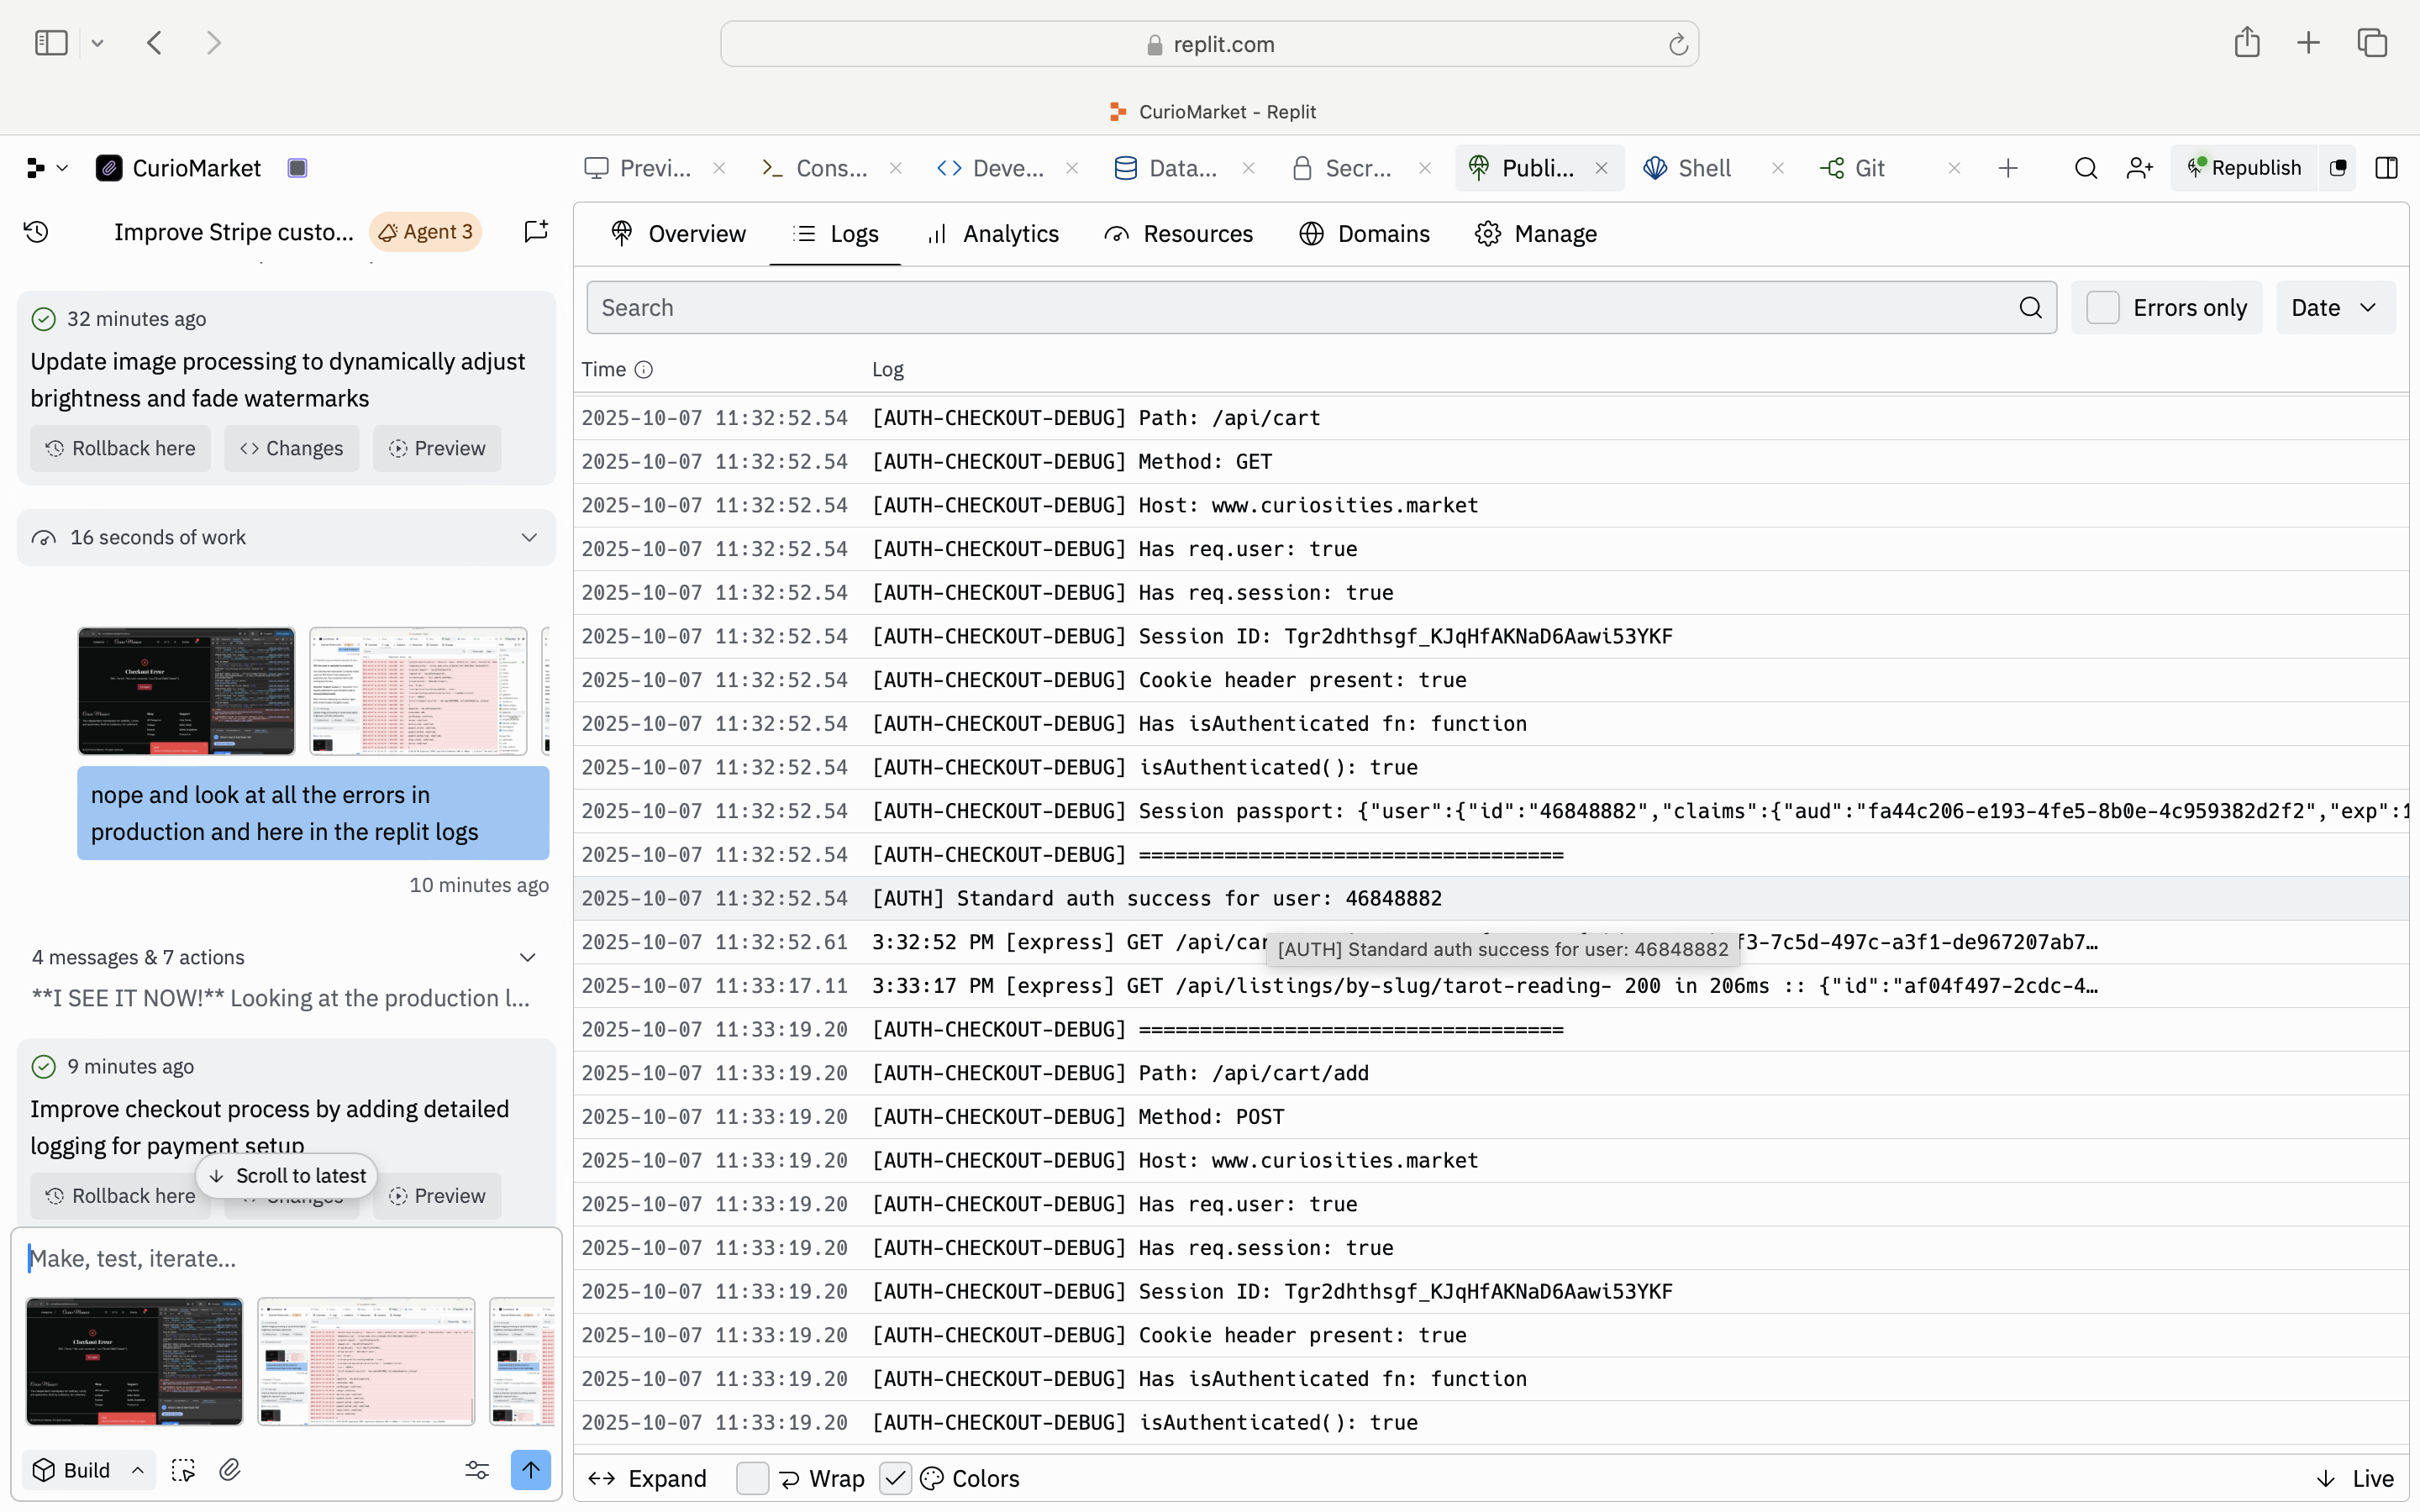 replit.com
CurioMarket - Replit
CurioMarket
Previ...
Cons...
Deve...
Data...
Secr...
Publi...
Shell
Git
Republish
Improve Stripe custo...
Agent 3
Overview
Logs
Analytics
Resources
Domains
Manage
32 minutes ago
Update image processing to dynamically adjust
brightness and fade watermarks
Rollback here
Changes
Preview
16 seconds of work
Checkout Error
nope and look at all the errors in
production and here in the replit logs
10 minutes ago
4 messages & 7 actions
**I SEE IT NOW!** Looking at the production l...
9 minutes ago
Improve checkout process by adding detailed
logging for payment setup
Rollback here
Changes
Preview
Scroll to latest
Make, test, iterate...
Checkout Error
Build
Search
Errors only
Date
Time
Log
2025-10-07 11:32:52.54 [AUTH-CHECKOUT-DEBUG] Path: /api/cart
2025-10-07 11:32:52.54 [AUTH-CHECKOUT-DEBUG] Method: GET
2025-10-07 11:32:52.54 [AUTH-CHECKOUT-DEBUG] Host: www.curiosities.market
2025-10-07 11:32:52.54 [AUTH-CHECKOUT-DEBUG] Has req.user: true
2025-10-07 11:32:52.54 [AUTH-CHECKOUT-DEBUG] Has req.session: true
2025-10-07 11:32:52.54 [AUTH-CHECKOUT-DEBUG] Session ID: Tgr2dhthsgf_KJqHfAKNaD6Aawi53YKF
2025-10-07 11:32:52.54 [AUTH-CHECKOUT-DEBUG] Cookie header present: true
2025-10-07 11:32:52.54 [AUTH-CHECKOUT-DEBUG] Has isAuthenticated fn: function
2025-10-07 11:32:52.54 [AUTH-CHECKOUT-DEBUG] isAuthenticated(): true
2025-10-07 11:32:52.54 [AUTH-CHECKOUT-DEBUG] Session passport: {"user":{"id":"46848882","claims":{"aud":"fa44c206-e193-4fe5-8b0e-4c959382d2f2","exp":1
2025-10-07 11:32:52.54 [AUTH-CHECKOUT-DEBUG] ===================================
2025-10-07 11:32:52.54 [AUTH] Standard auth success for user: 46848882
2025-10-07 11:32:52.61 3:32:52 PM [express] GET /api/car f3-7c5d-497c-a3f1-de967207ab7…
[AUTH] Standard auth success for user: 46848882
2025-10-07 11:33:17.11 3:33:17 PM [express] GET /api/listings/by-slug/tarot-reading- 200 in 206ms :: {"id":"af04f497-2cdc-4…
2025-10-07 11:33:19.20 [AUTH-CHECKOUT-DEBUG] ===================================
2025-10-07 11:33:19.20 [AUTH-CHECKOUT-DEBUG] Path: /api/cart/add
2025-10-07 11:33:19.20 [AUTH-CHECKOUT-DEBUG] Method: POST
2025-10-07 11:33:19.20 [AUTH-CHECKOUT-DEBUG] Host: www.curiosities.market
2025-10-07 11:33:19.20 [AUTH-CHECKOUT-DEBUG] Has req.user: true
2025-10-07 11:33:19.20 [AUTH-CHECKOUT-DEBUG] Has req.session: true
2025-10-07 11:33:19.20 [AUTH-CHECKOUT-DEBUG] Session ID: Tgr2dhthsgf_KJqHfAKNaD6Aawi53YKF
2025-10-07 11:33:19.20 [AUTH-CHECKOUT-DEBUG] Cookie header present: true
2025-10-07 11:33:19.20 [AUTH-CHECKOUT-DEBUG] Has isAuthenticated fn: function
2025-10-07 11:33:19.20 [AUTH-CHECKOUT-DEBUG] isAuthenticated(): true
Expand
Wrap
Colors
Live